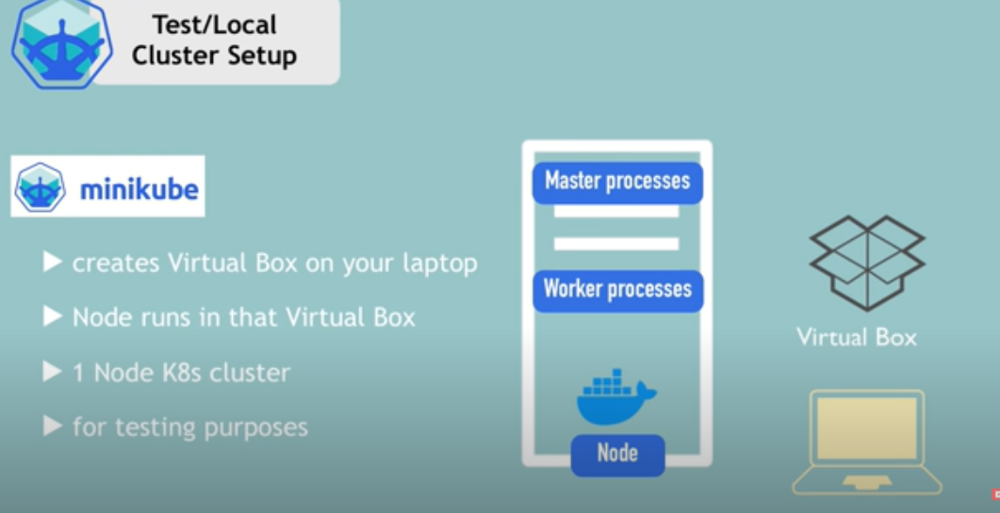 Test/Local
Cluster Setup
minikube
creates Virtual Box on your laptop
Node runs in that Virtual Box
1 Node K8s cluster
for testing purposes
Master processes
Worker processes
Node
Virtual Box